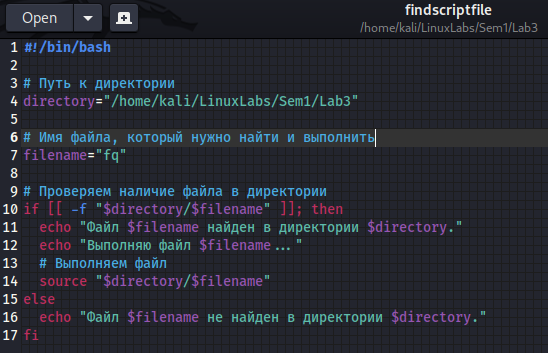 Open
findscriptfile
/home/kali/LinuxLabs/Sem1/Lab3
1 #!/bin/bash
2
3 # Путь к директории
4 directory="/home/kali/LinuxLabs/Sem1/Lab3"
5
6 # Имя файла, который нужно найти и выполнить
7 filename="fq"
8
9 # Проверяем наличие файла в директории
10 if [[ -f "$directory/$filename" ]]; then
11   echo "Файл $filename найден в директории $directory."
12   echo "Выполняю файл $filename..."
13   # Выполняем файл
14   source "$directory/$filename"
15 else
16   echo "Файл $filename не найден в директории $directory."
17 fi